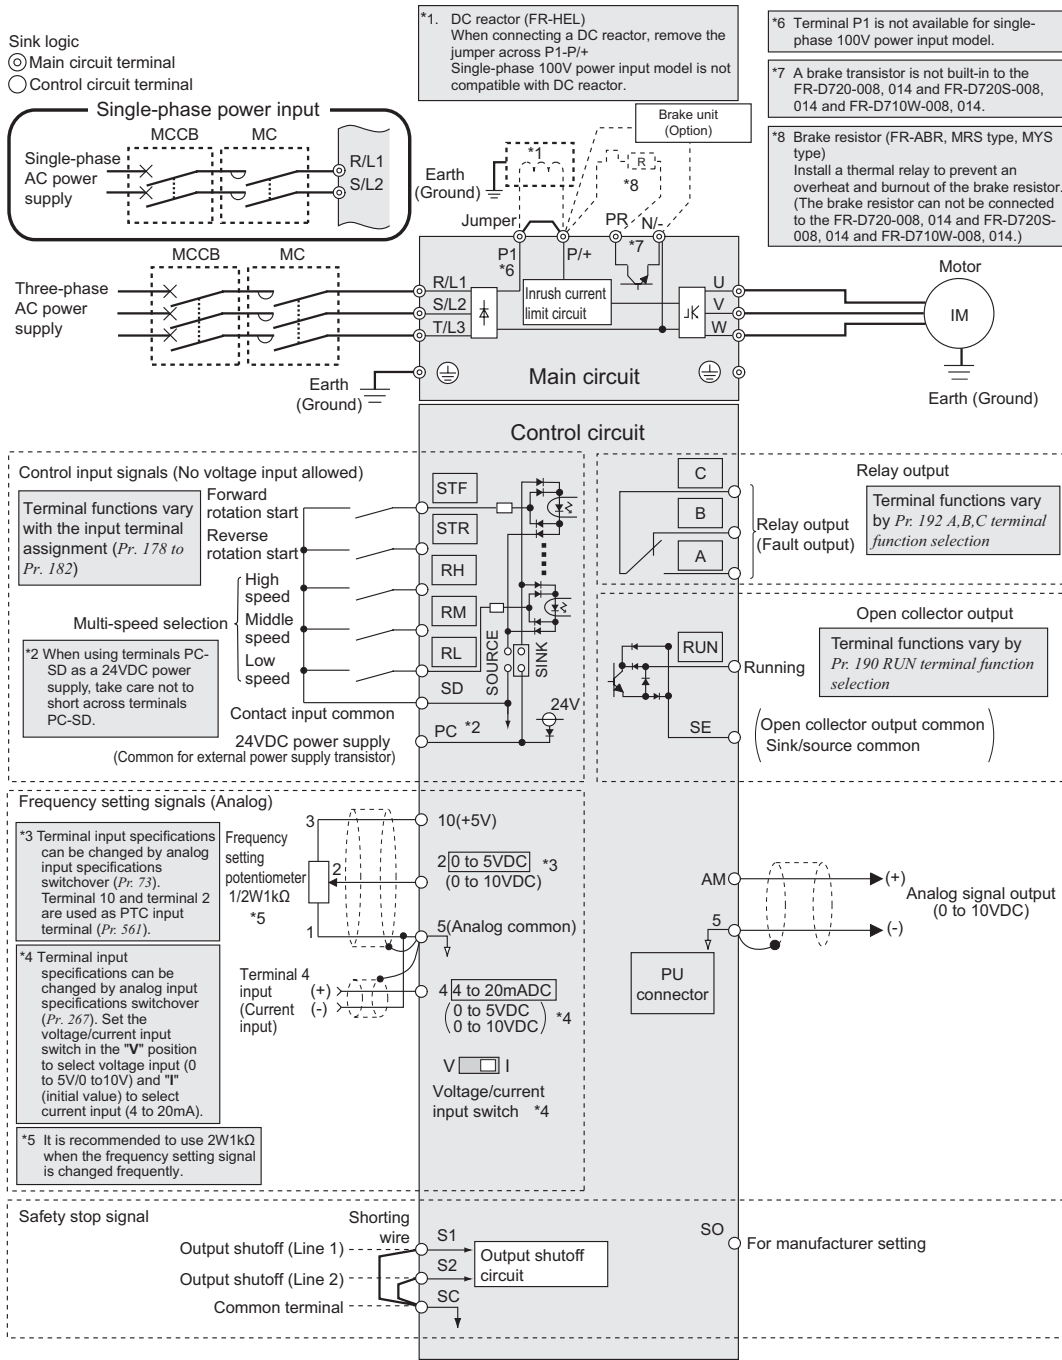 Sink logic
Main circuit terminal
Control circuit terminal
Single-phase power input
MCCB
MC
Single-phase
AC power
supply
R/L1
S/L2
*1. DC reactor (FR-HEL)
When connecting a DC reactor, remove the
jumper across P1-P/+
Single-phase 100V power input model is not
compatible with DC reactor.
*6 Terminal P1 is not available for single-
phase 100V power input model.
*7 A brake transistor is not built-in to the
FR-D720-008, 014 and FR-D720S-008,
014 and FR-D710W-008, 014.
*8 Brake resistor (FR-ABR, MRS type, MYS
type)
Install a thermal relay to prevent an
overheat and burnout of the brake resistor.
(The brake resistor can not be connected
to the FR-D720-008, 014 and FR-D720S-
008, 014 and FR-D710W-008, 014.)
Brake unit
(Option)
*1
R
*8
Earth
(Ground)
Jumper
PR
N/-
P1
*6
P/+
*7
MCCB
MC
Three-phase
AC power
supply
R/L1
S/L2
T/L3
Inrush current
limit circuit
U
V
W
Motor
IM
Earth
(Ground)
Main circuit
Earth (Ground)
Control circuit
Control input signals (No voltage input allowed)
Terminal functions vary
with the input terminal
assignment (Pr. 178 to
Pr. 182)
Forward
rotation start
Reverse
rotation start
High
speed
Multi-speed selection
Middle
speed
Low
speed
*2 When using terminals PC-
SD as a 24VDC power
supply, take care not to
short across terminals
PC-SD.
Contact input common
24VDC power supply
(Common for external power supply transistor)
STF
STR
RH
RM
RL
SD
PC *2
SOURCE
SINK
24V
C
B
A
Relay output
Relay output
(Fault output)
Terminal functions vary
by Pr. 192 A,B,C terminal
function selection
Open collector output
RUN
Running
Terminal functions vary by
Pr. 190 RUN terminal function
selection
SE
(Open collector output common
Sink/source common)
Frequency setting signals (Analog)
*3 Terminal input specifications
can be changed by analog
input specifications
switchover (Pr. 73).
Terminal 10 and terminal 2
are used as PTC input
terminal (Pr. 561).
Frequency
setting
potentiometer
1/2W1kΩ
*5
3
2
1
10(+5V)
2 0 to 5VDC *3
(0 to 10VDC)
5(Analog common)
*4 Terminal input
specifications can be
changed by analog input
specifications switchover
(Pr. 267). Set the
voltage/current input
switch in the "V" position
to select voltage input (0
to 5V/0 to10V) and "I"
(initial value) to select
current input (4 to 20mA).
Terminal 4
input
(Current
input)
(+)
(-)
4 4 to 20mADC
(0 to 5VDC
0 to 10VDC) *4
V I
Voltage/current
input switch *4
*5 It is recommended to use 2W1kΩ
when the frequency setting signal
is changed frequently.
AM
(+)
Analog signal output
(0 to 10VDC)
5
(-)
PU
connector
Safety stop signal
Shorting
wire
Output shutoff (Line 1)
Output shutoff (Line 2)
Common terminal
S1
S2
SC
Output shutoff
circuit
SO
For manufacturer setting